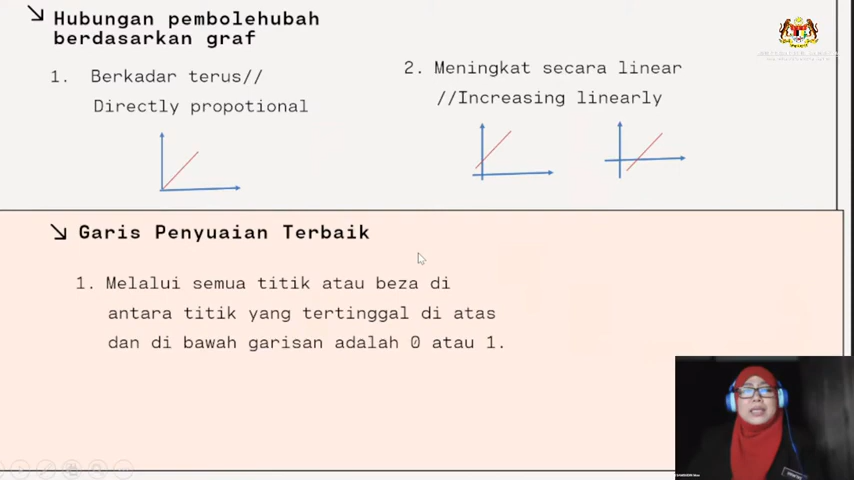 Hubungan pembolehubah
berdasarkan graf
1. Berkadar terus//
Directly propotional
2. Meningkat secara linear
//Increasing linearly
Garis Penyuaian Terbaik
1. Melalui semua titik atau beza di
antara titik yang tertinggal di atas
dan di bawah garisan adalah 0 atau 1.